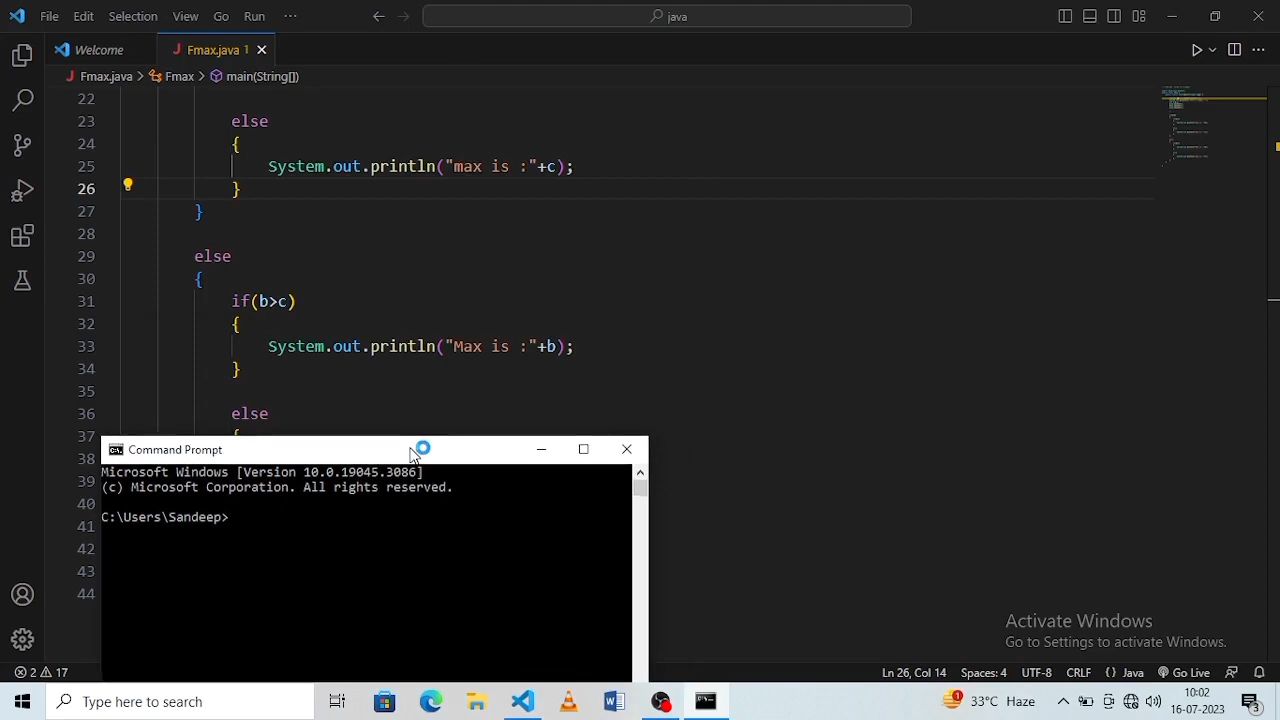 File Edit Selection View Go Run ··· java
Welcome Fmax.java 1
Fmax.java > Fmax > main(String[])
22
23 else
24 {
25 System.out.println("max is :"+c);
26 }
27 }
28
29 else
30 {
31 if(b>c)
32 {
33 System.out.println("Max is :"+b);
34 }
35
36 else
37 {
38
39
40
41
42
43
44
Command Prompt
Microsoft Windows [Version 10.0.19045.3086]
(c) Microsoft Corporation. All rights reserved.
C:\Users\Sandeep>
Activate Windows
Go to Settings to activate Windows.
2 17 Ln 26, Col 14 Spaces: 4 UTF-8 CRLF {} Java Go Live
Type here to search 33°C Haze 10:02
16-07-2023 3